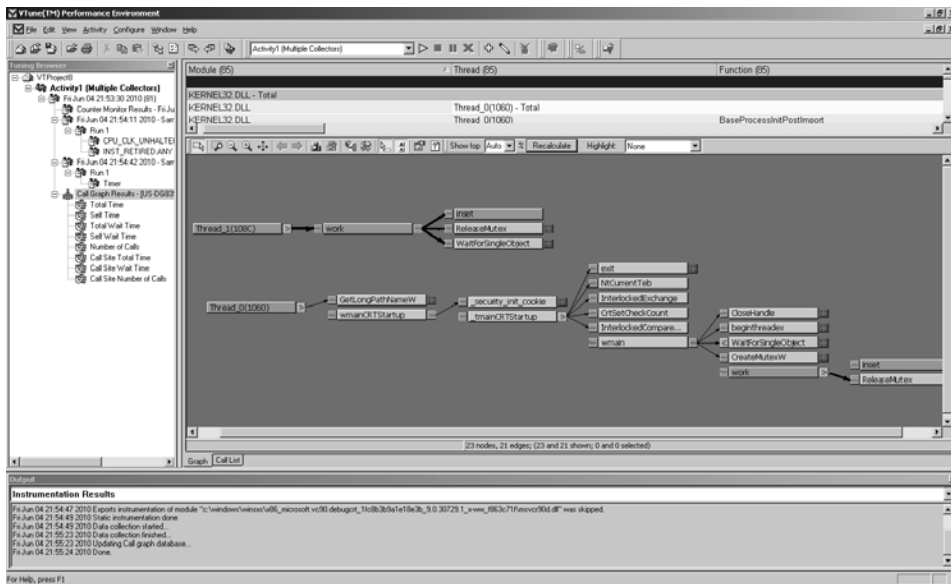 VTune(TM) Performance Environment
File Edit View Activity Configure Window Help
Activity1 (Multiple Collectors)
Tuning Browser
VTProject8
Activity1 (Multiple Collectors)
Fri Jun 04 21:53:30 2010 (81)
Counter Monitor Results - Fri Ju
Fri Jun 04 21:54:11 2010 - Sam
Run 1
CPU_CLK_UNHALTE
INST_RETIRED.ANY
Fri Jun 04 21:54:42 2010 - Sam
Run 1
Timer
Call Graph Results - [US-DG83
Total Time
Self Time
Total Wait Time
Self Wait Time
Number of Calls
Call Site Total Time
Call Site Wait Time
Call Site Number of Calls
Module (85) Thread (85) Function (85)
KERNEL32.DLL - Total
KERNEL32.DLL Thread_0(1060) - Total
KERNEL32.DLL Thread_0(1060) BaseProcessInitPostImport
Show top: Auto % Recalculate Highlight: None
Thread_1(108C)
work
inset
ReleaseMutex
WaitForSingleObject
Thread_0(1060)
GetLongPathNameW
wmainCRTStartup
_security_init_cookie
_tmainCRTStartup
exit
NtCurrentTeb
InterlockedExchange
CrtSetCheckCount
InterlockedCompare...
wmain
CloseHandle
beginthreadex
WaitForSingleObject
CreateMutexW
work
inset
ReleaseMutex
23 nodes, 21 edges; (23 and 21 shown; 0 and 0 selected)
Graph Call List
Output
Instrumentation Results
Fri Jun 04 21:54:49 2010 Static instrumentation done
Fri Jun 04 21:54:49 2010 Data collection started...
Fri Jun 04 21:55:23 2010 Data collection finished...
Fri Jun 04 21:55:23 2010 Updating Call graph database...
Fri Jun 04 21:55:24 2010 Done.
For Help, press F1